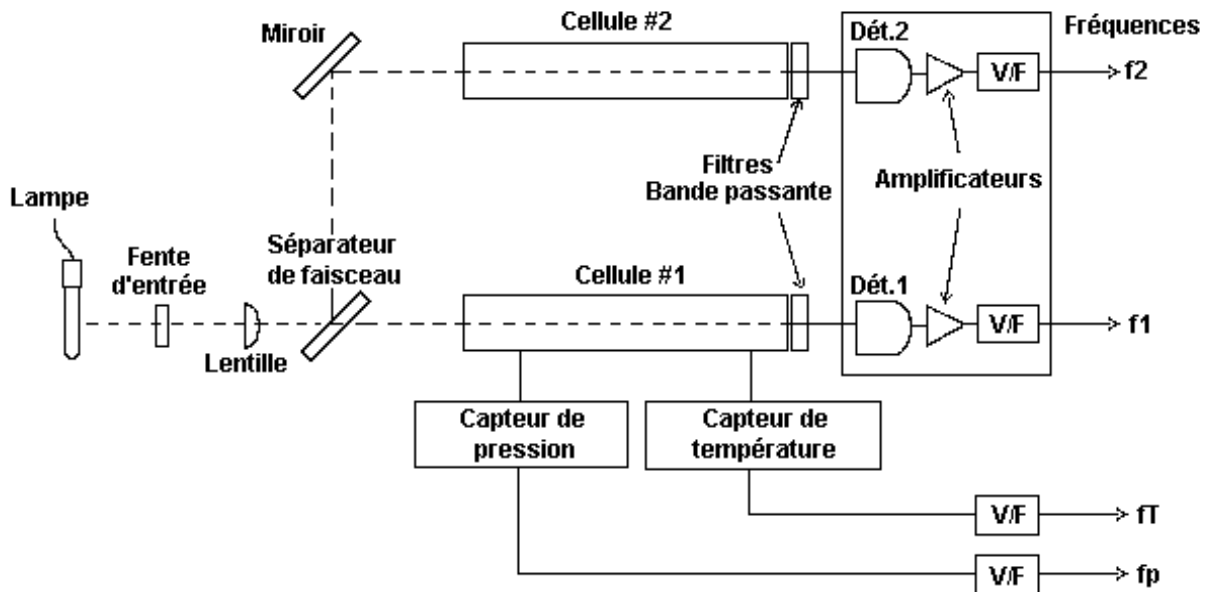 Cellule #2
Dét.2
Fréquences
Miroir
V/F
f2
Filtres
Bande passante
Amplificateurs
Lampe
Fente
d'entrée
Séparateur
de faisceau
Cellule #1
Dét.1
V/F
f1
Lentille
Capteur de
pression
Capteur de
température
V/F
fT
V/F
fp